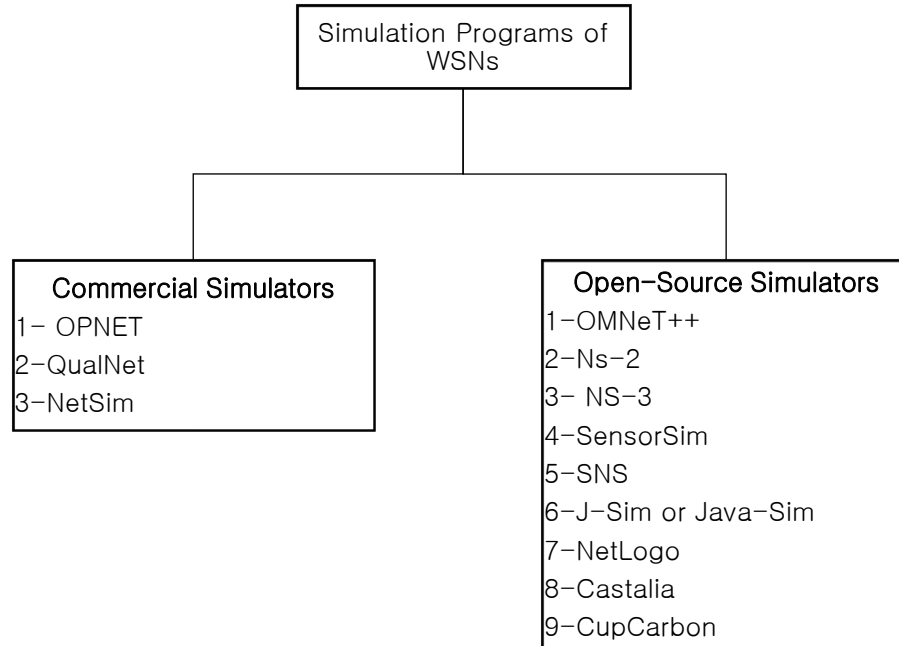 Simulation Programs of
WSNs
Commercial Simulators
1- OPNET
2-QualNet
3-NetSim
Open-Source Simulators
1-OMNeT++
2-Ns-2
3- NS-3
4-SensorSim
5-SNS
6-J-Sim or Java-Sim
7-NetLogo
8-Castalia
9-CupCarbon